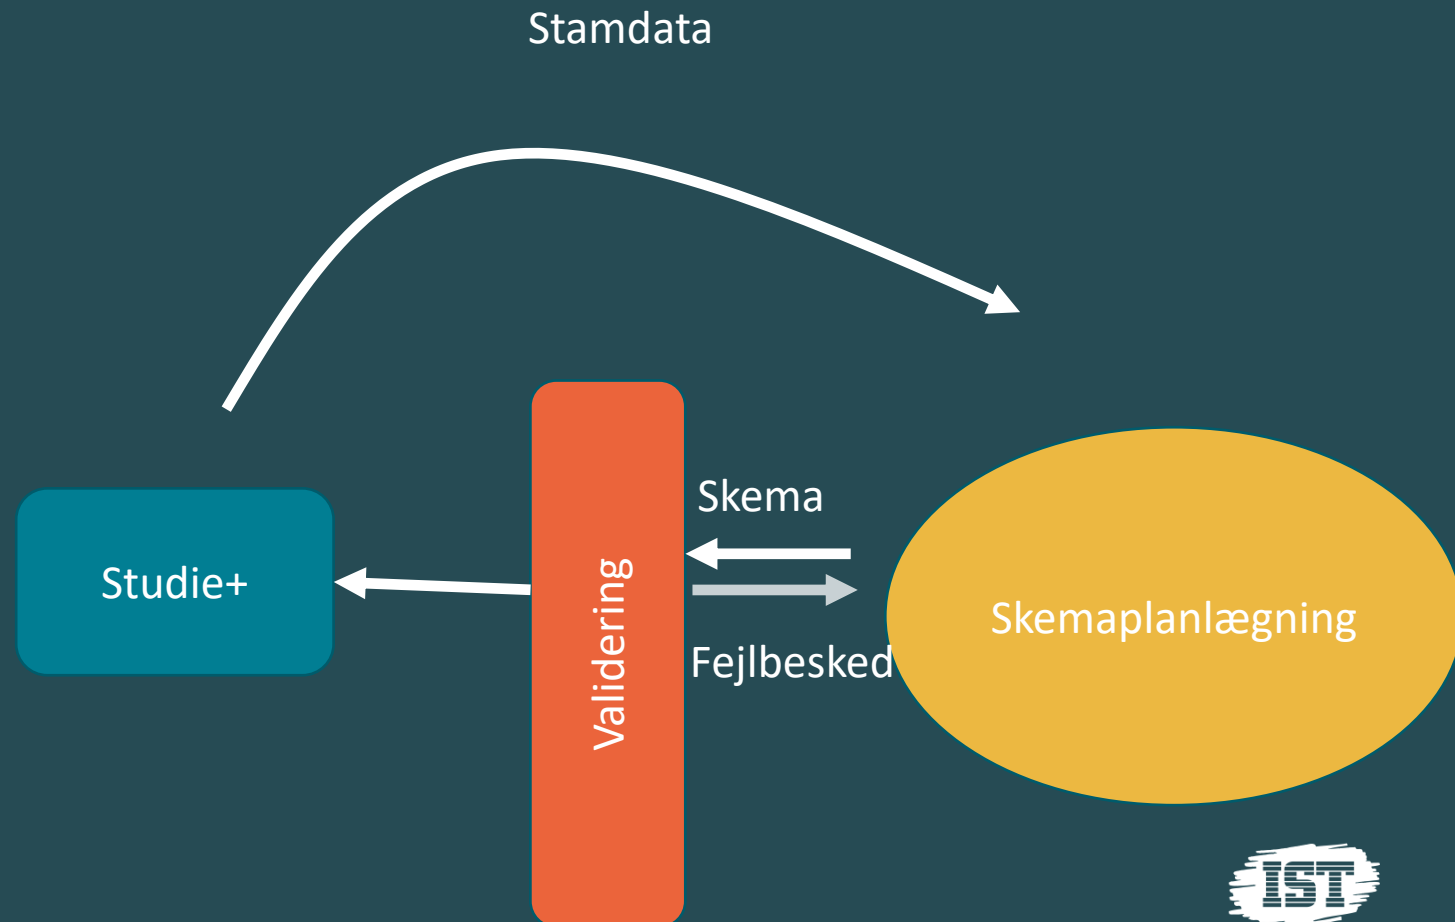 Stamdata
Skema
Studie+
Validering
Skemaplanlægning
Fejlbesked
IST